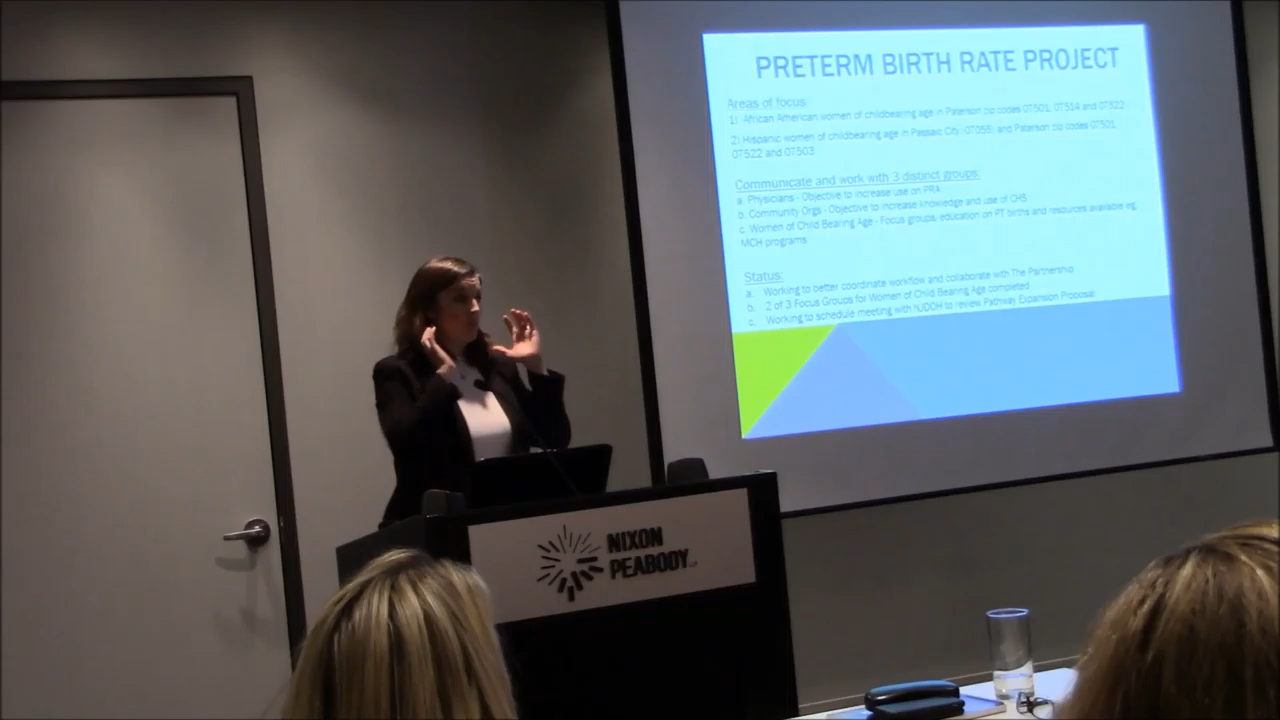 PRETERM BIRTH RATE PROJECT
Areas of focus:
1) African American women of childbearing age in Paterson zip codes 07501, 07514 and 07522
2) Hispanic women of childbearing age in Passaic City (07055) and Paterson zip codes 07501,
07522 and 07503
Communicate and work with 3 distinct groups:
a. Physicians - Objective to increase use on PRA
b. Community Orgs - Objective to increase knowledge and use of CHS
c. Women of Child Bearing Age - Focus groups/education on PT births and resources available eg.
MCH programs
Status:
a. Working to better coordinate workflow and collaborate with The Partnership
b. 2 of 3 Focus Groups for Women of Child Bearing Age completed
c. Working to schedule meeting with NJDOH to review Pathway Expansion Proposal
NIXON
PEABODY LLP